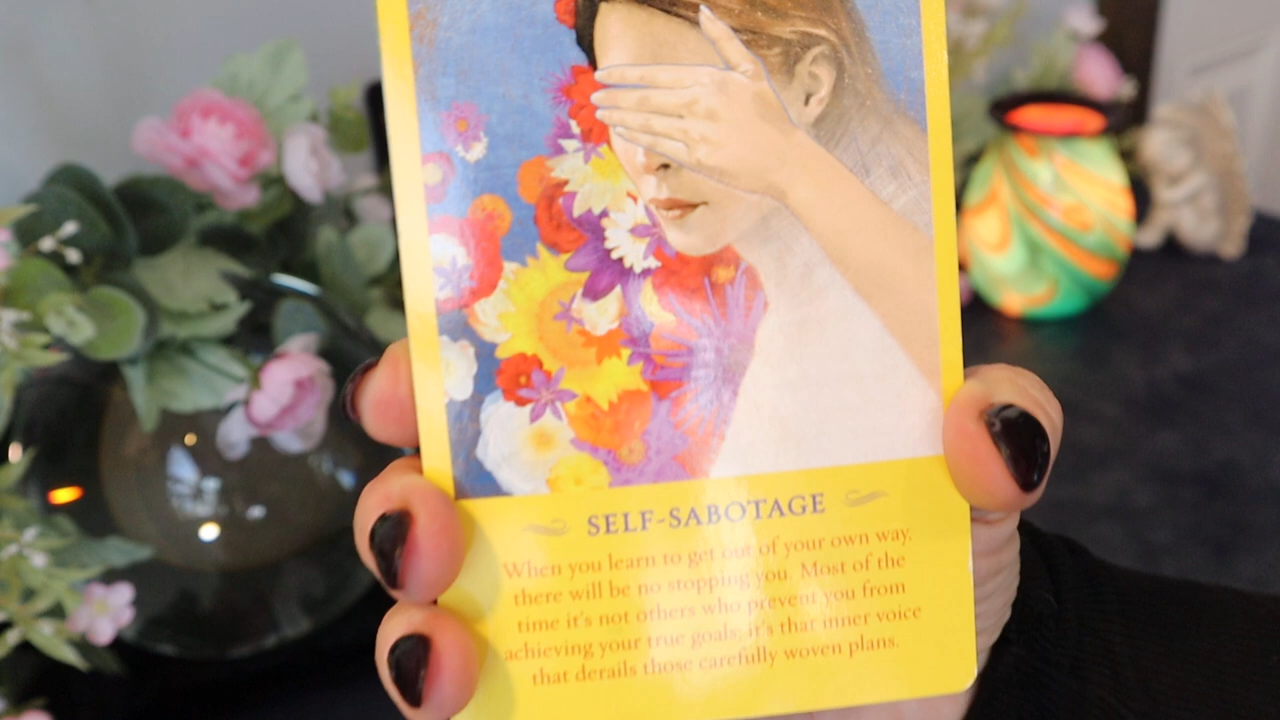 SELF-SABOTAGE
When you learn to get out of your own way,
there will be no stopping you. Most of the
time it's not others who prevent you from
achieving your true goals; it's that inner voice
that derails those carefully woven plans.